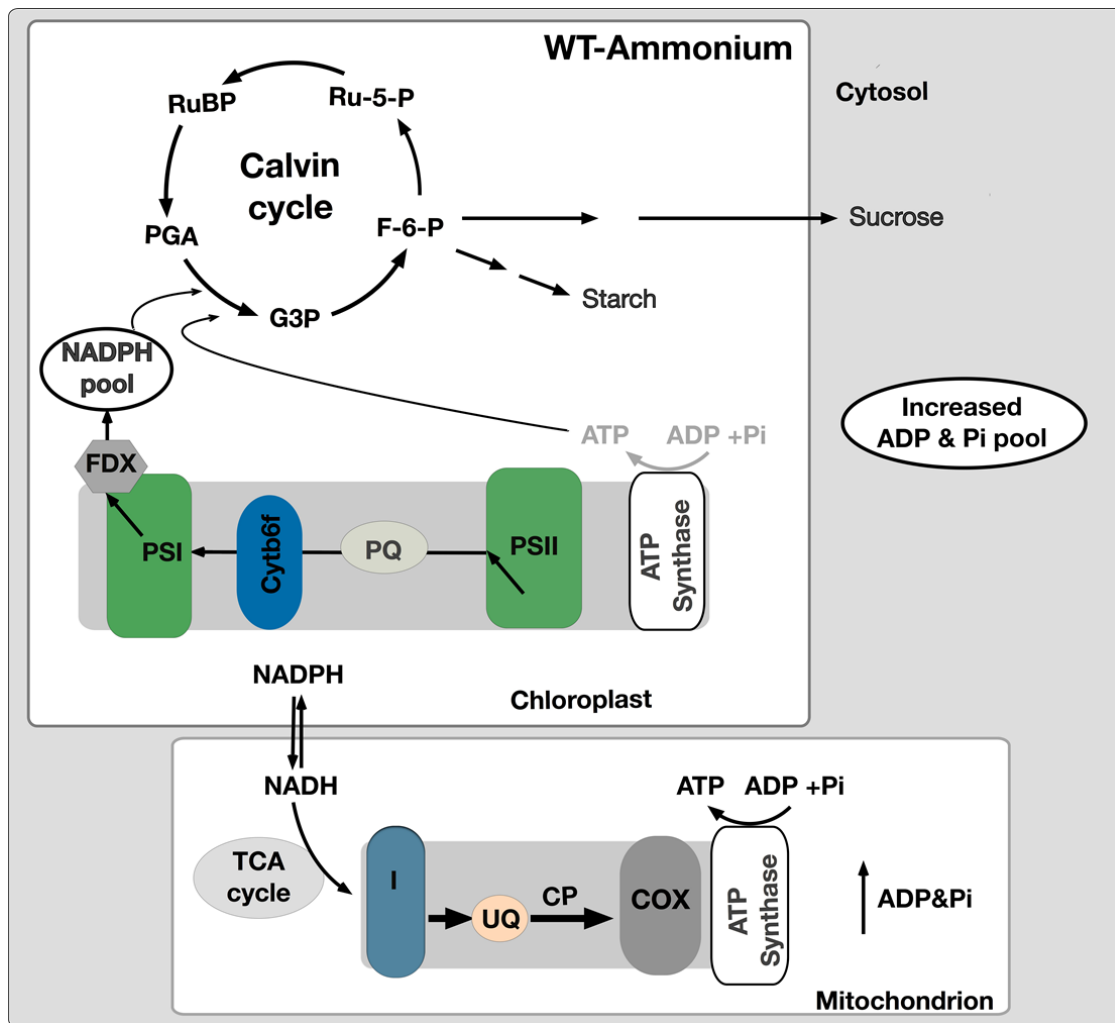 WT-Ammonium
Cytosol
RuBP
Ru-5-P
Calvin
cycle
PGA
F-6-P
Sucrose
G3P
Starch
NADPH
pool
Increased
ADP & Pi pool
ATP
ADP +Pi
FDX
PSI
Cytb6f
PQ
PSII
ATP
Synthase
NADPH
Chloroplast
NADH
ATP
ADP +Pi
TCA
cycle
I
UQ
CP
COX
ATP
Synthase
ADP&Pi
Mitochondrion